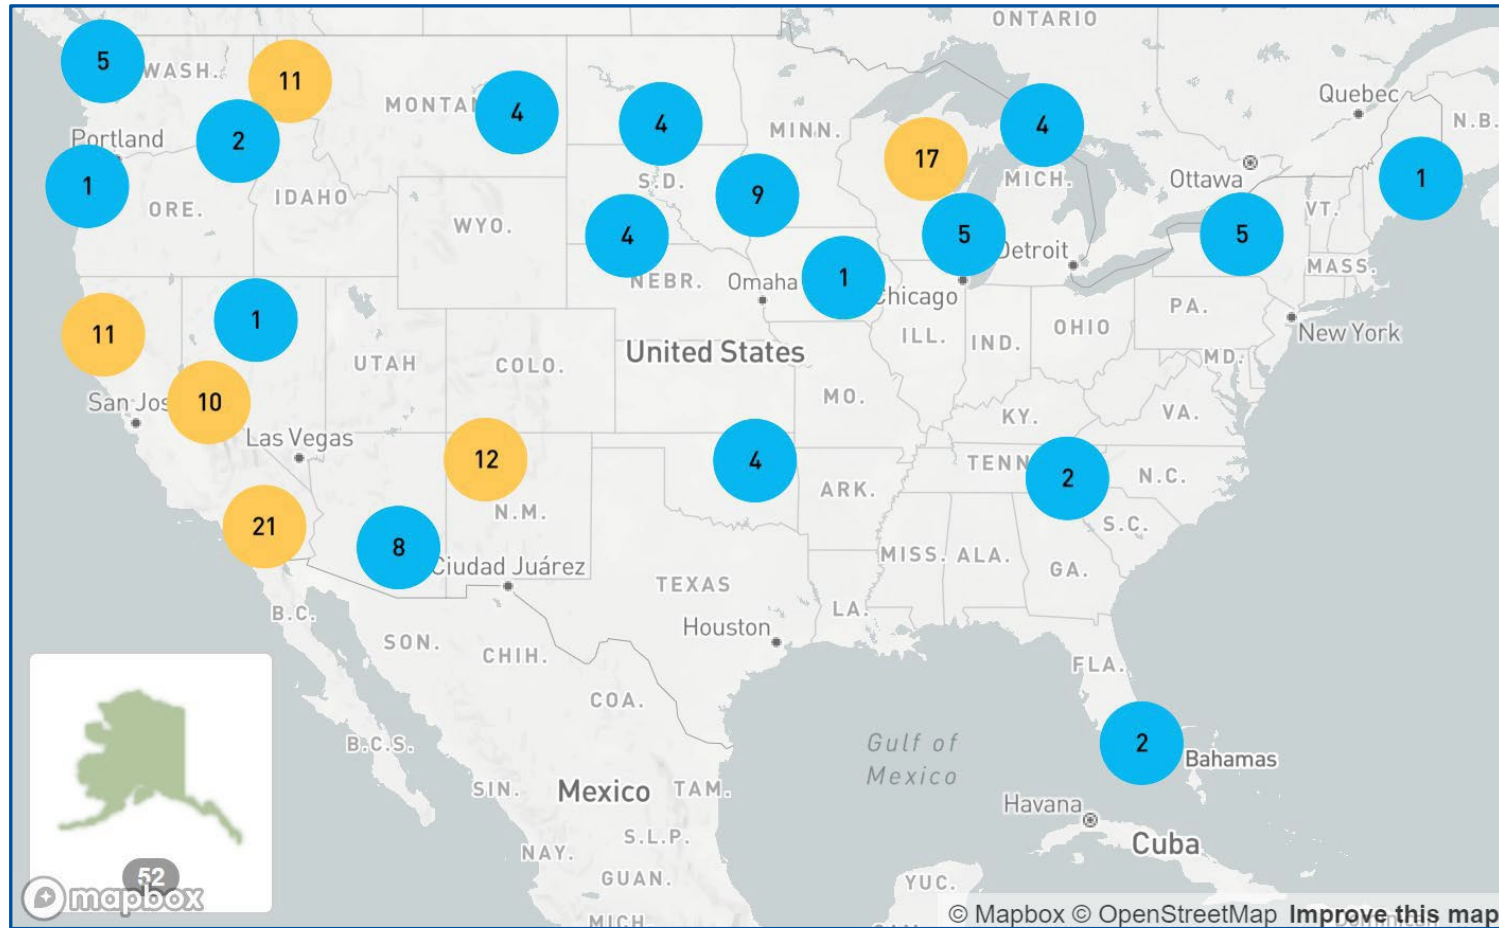 ONTARIO
5
WASH.
11
Quebec
MONTAN
4
4
MINN.
4
N.B.
Portland
2
17
Ottawa
1
S.D.
9
MICH.
1
ORE.
IDAHO
WYO.
4
5
Detroit
5
VT.
MASS.
NEBR.
Omaha
1
Chicago
PA.
11
1
ILL.
IND.
OHIO
New York
UTAH
COLO.
United States
MD.
San Jos
10
MO.
KY.
VA.
Las Vegas
12
4
ARK.
TENN
2
N.C.
21
8
N.M.
S.C.
Ciudad Juárez
TEXAS
MISS.
ALA.
GA.
B.C.
SON.
CHIH.
Houston
LA.
FLA.
COA.
B.C.S.
Gulf of
Mexico
2
Bahamas
SIN.
Mexico
TAM.
Havana
Cuba
S.L.P.
NAY.
GUAN.
YUC.
52
mapbox
MICH.
© Mapbox © OpenStreetMap Improve this map